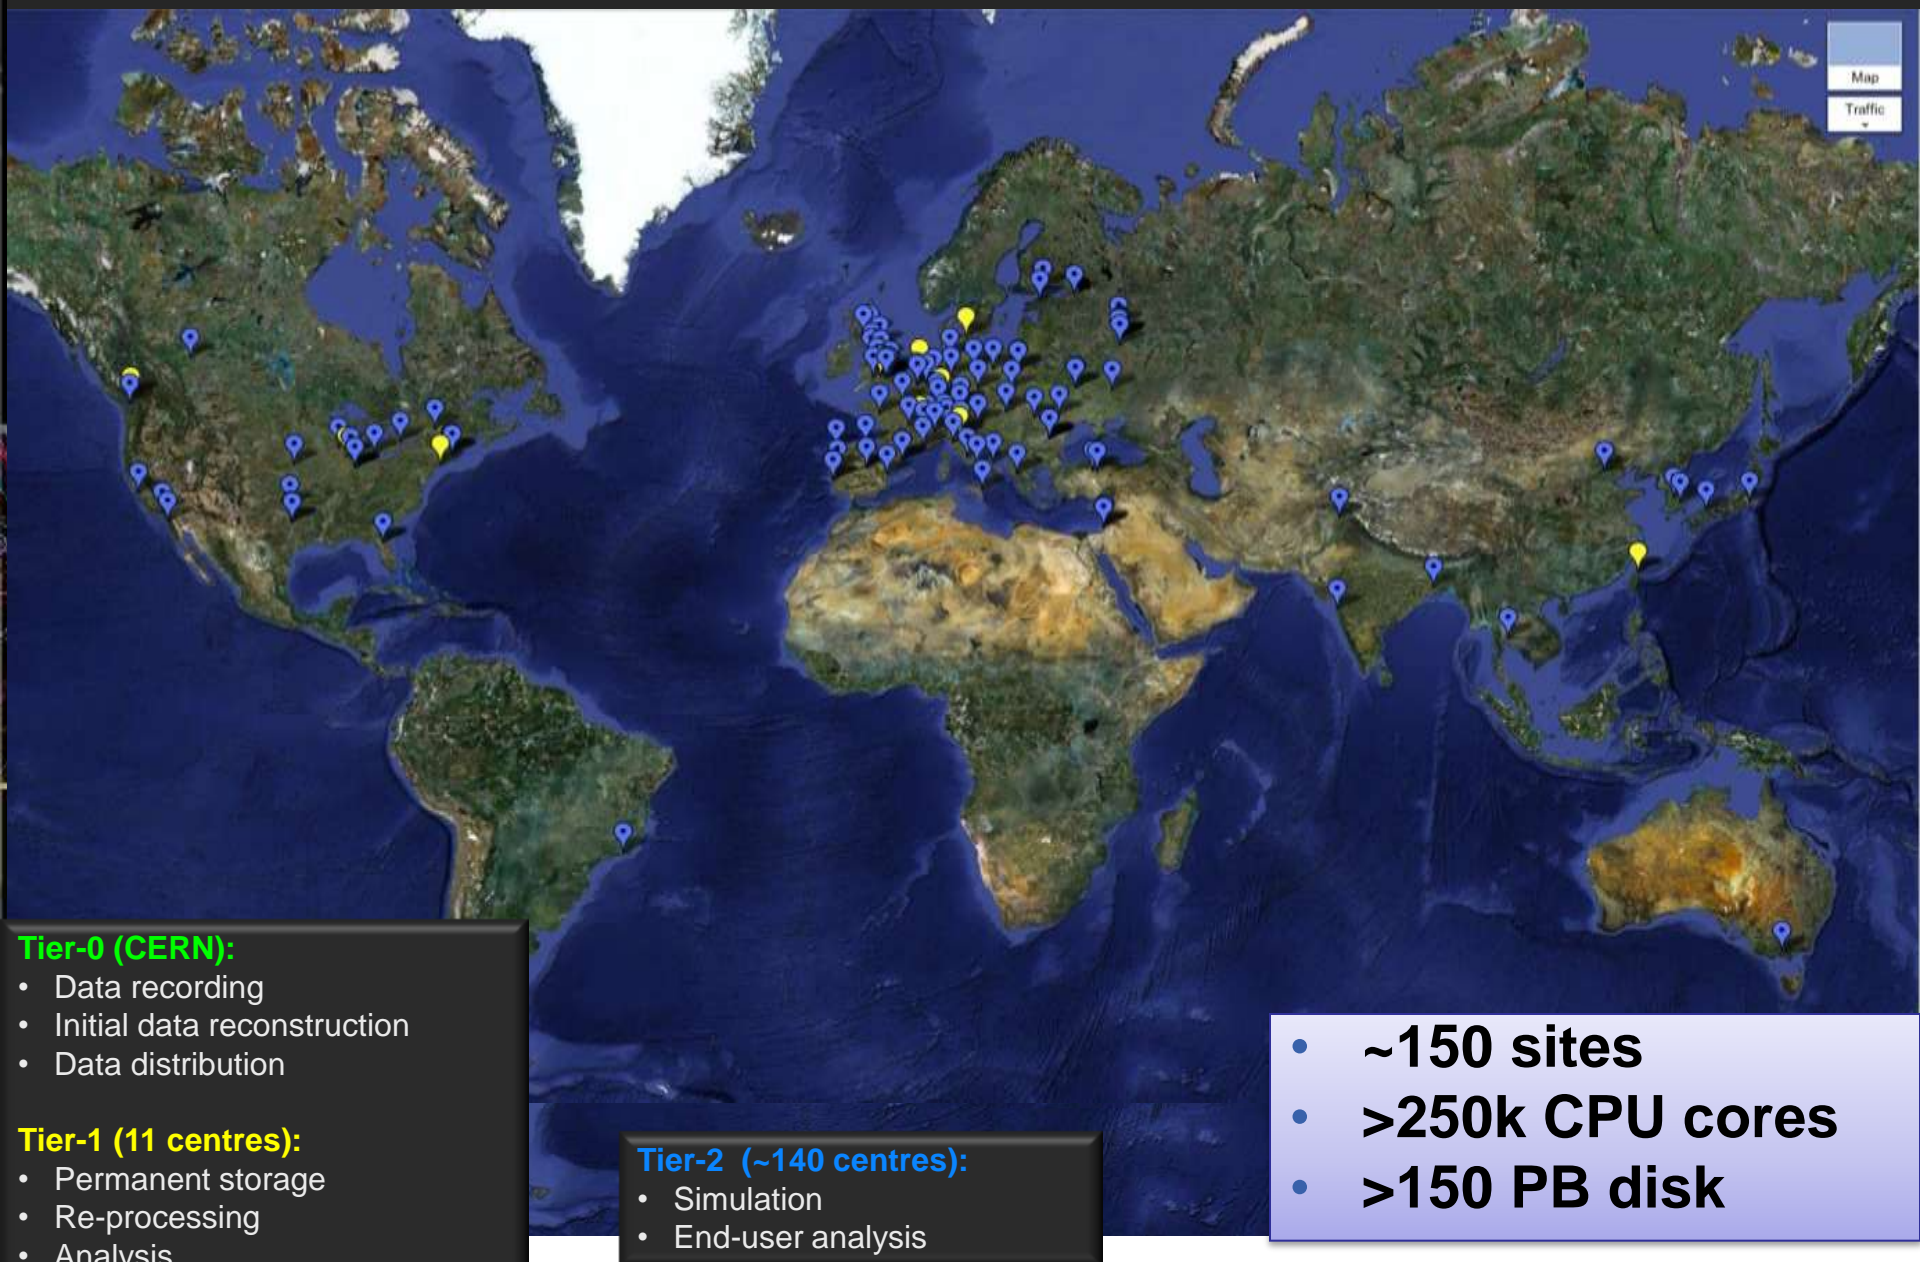 Map
Traffic
Tier-0 (CERN):
• Data recording
• Initial data reconstruction
• Data distribution
Tier-1 (11 centres):
• Permanent storage
• Re-processing
• Analysis
Tier-2 (~140 centres):
• Simulation
• End-user analysis
• ~150 sites
• >250k CPU cores
• >150 PB disk